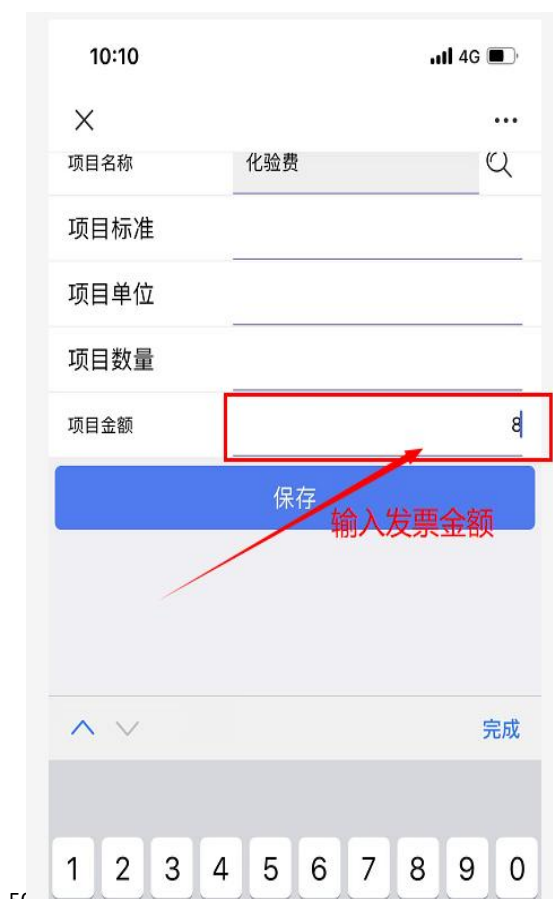 10:10 4G
项目名称 化验费
项目标准
项目单位
项目数量
项目金额 8
保存
输入发票金额
完成
1 2 3 4 5 6 7 8 9 0